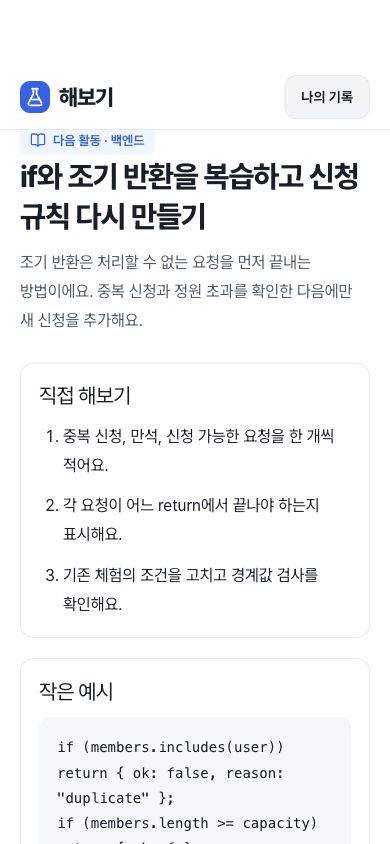 해보기
나의 기록
다음 활동 · 백엔드
if와 조기 반환을 복습하고 신청
규칙 다시 만들기
조기 반환은 처리할 수 없는 요청을 먼저 끝내는
방법이에요. 중복 신청과 정원 초과를 확인한 다음에만
새 신청을 추가해요.
직접 해보기
1. 중복 신청, 만석, 신청 가능한 요청을 한 개씩
적어요.
2. 각 요청이 어느 return에서 끝나야 하는지
표시해요.
3. 기존 체험의 조건을 고치고 경계값 검사를
확인해요.
작은 예시
if (members.includes(user))
return { ok: false, reason:
"duplicate" };
if (members.length >= capacity)